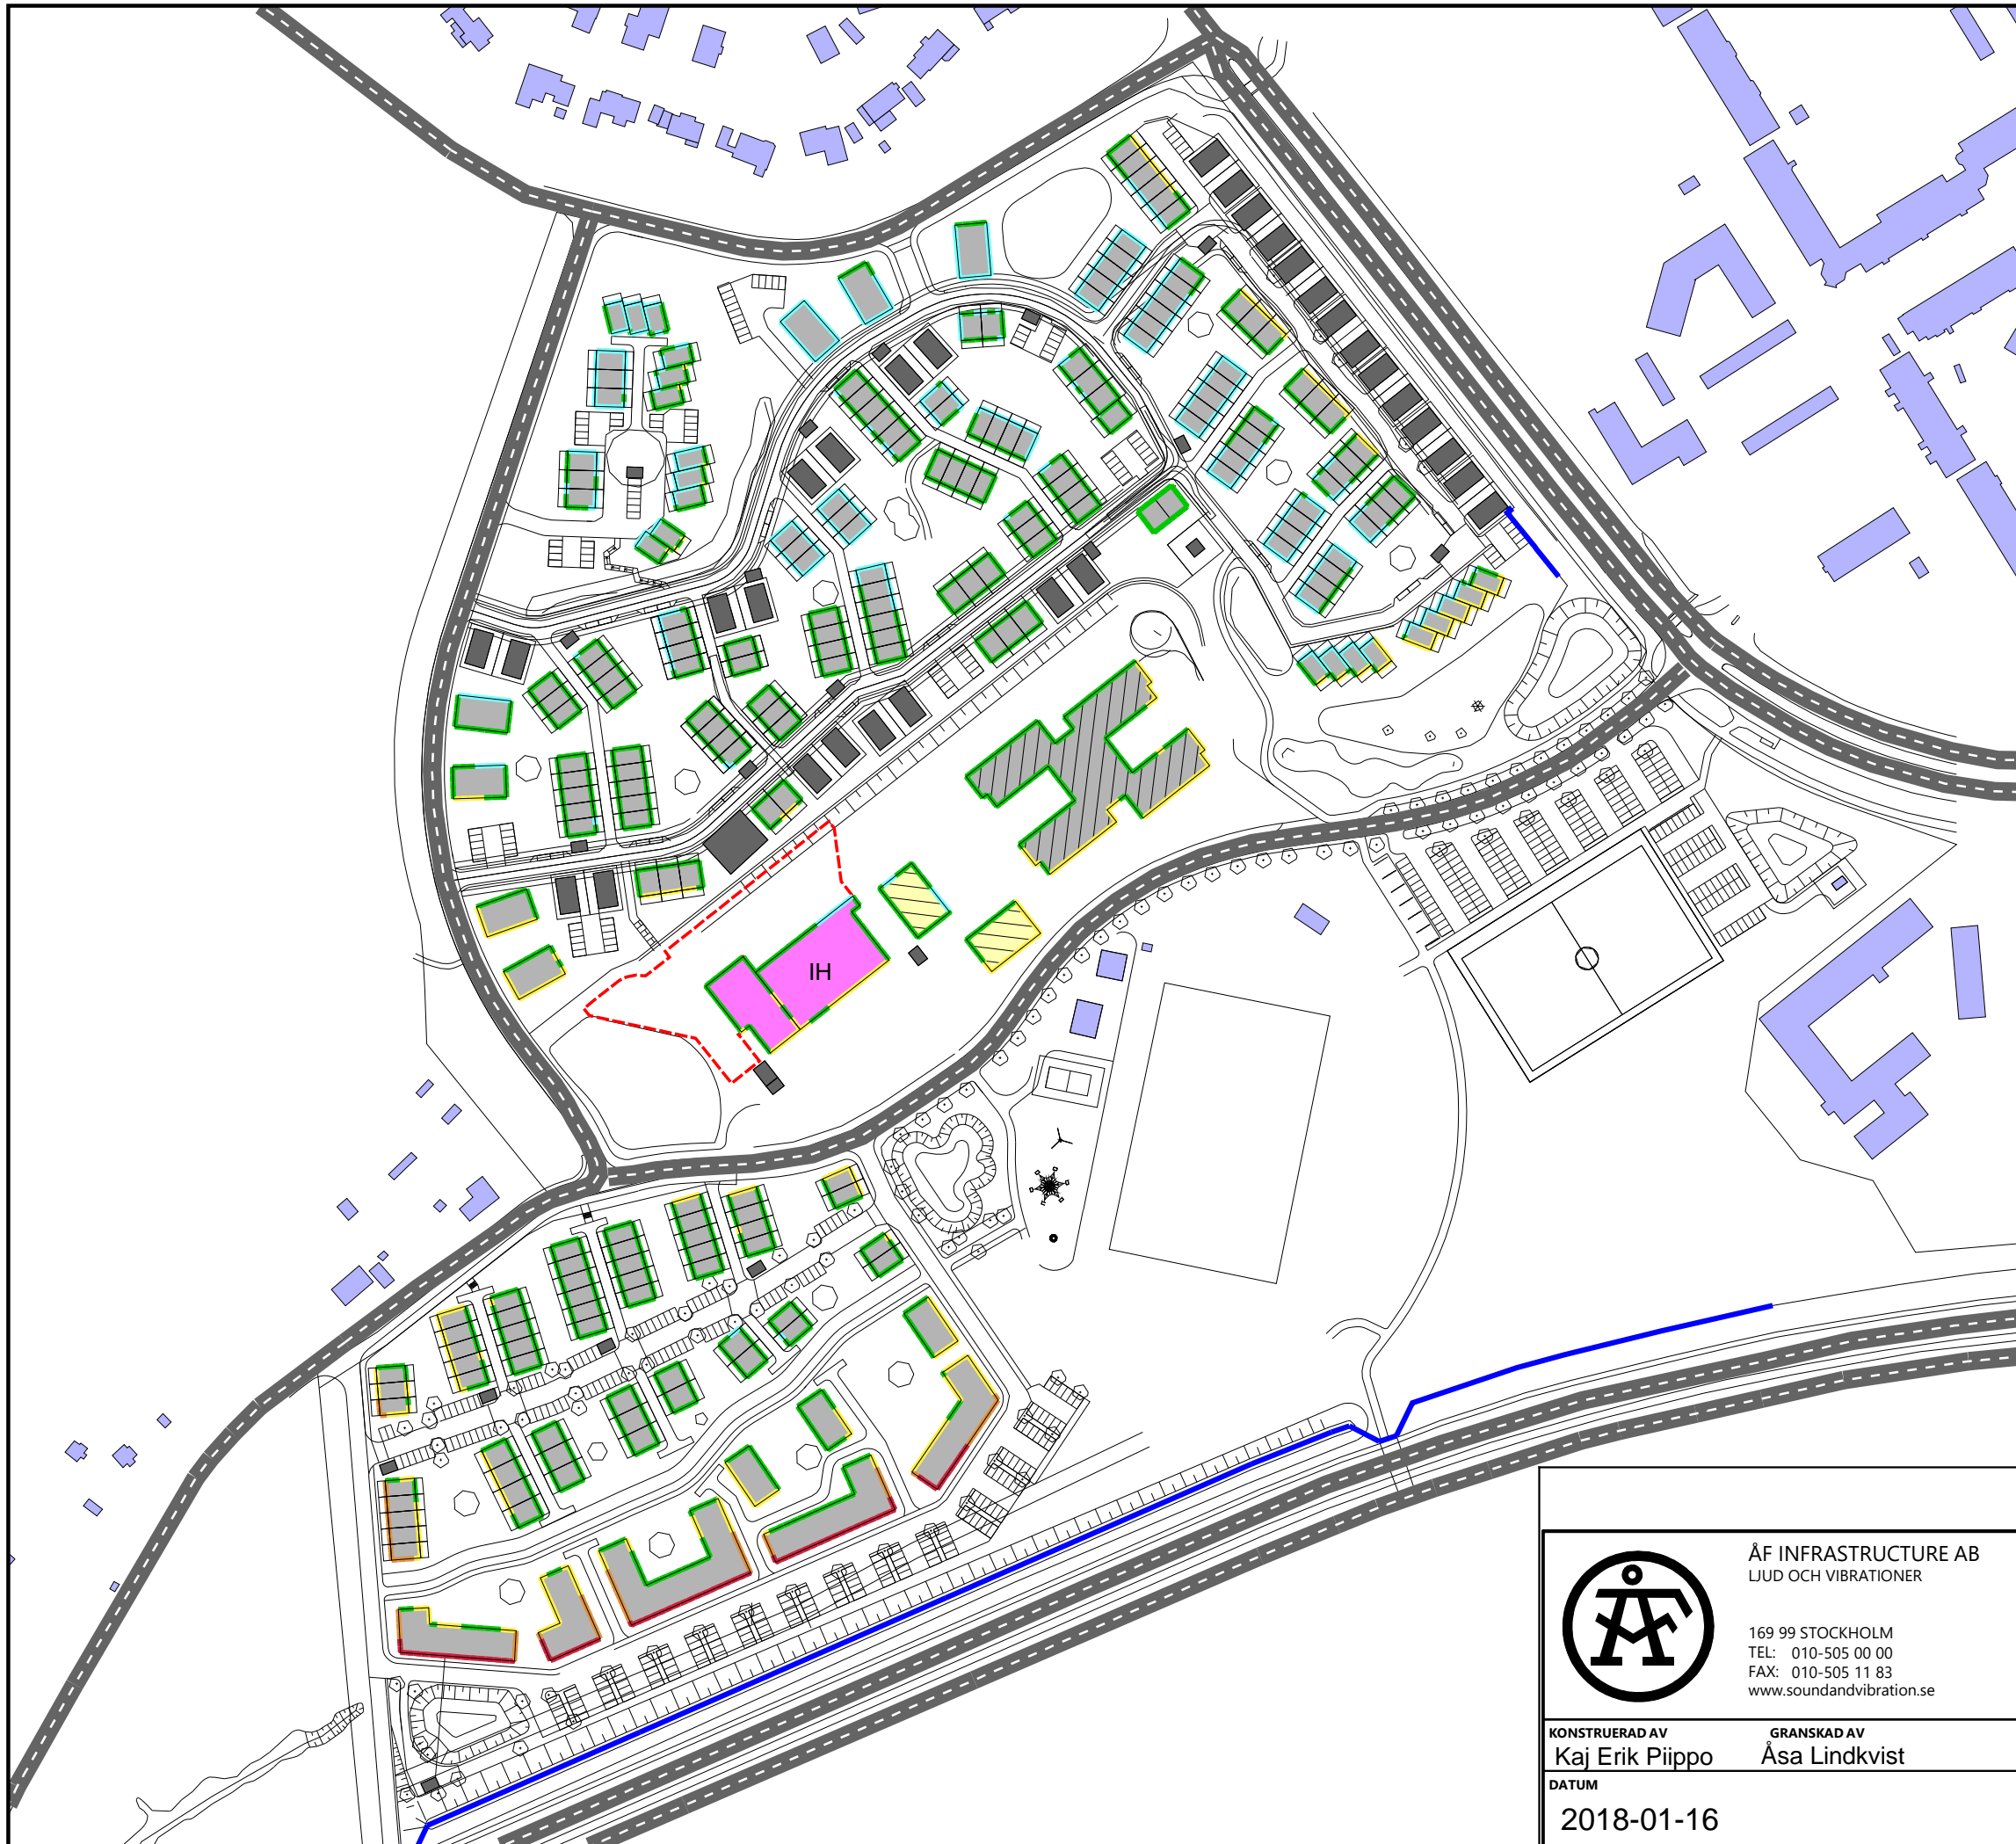 IH
ÅF
ÅF INFRASTRUCTURE AB
LJUD OCH VIBRATIONER
169 99 STOCKHOLM
TEL: 010-505 00 00
FAX: 010-505 11 83
www.soundandvibration.se
KONSTRUERAD AV GRANSKAD AV
Kaj Erik Piippo Åsa Lindkvist
DATUM
2018-01-16